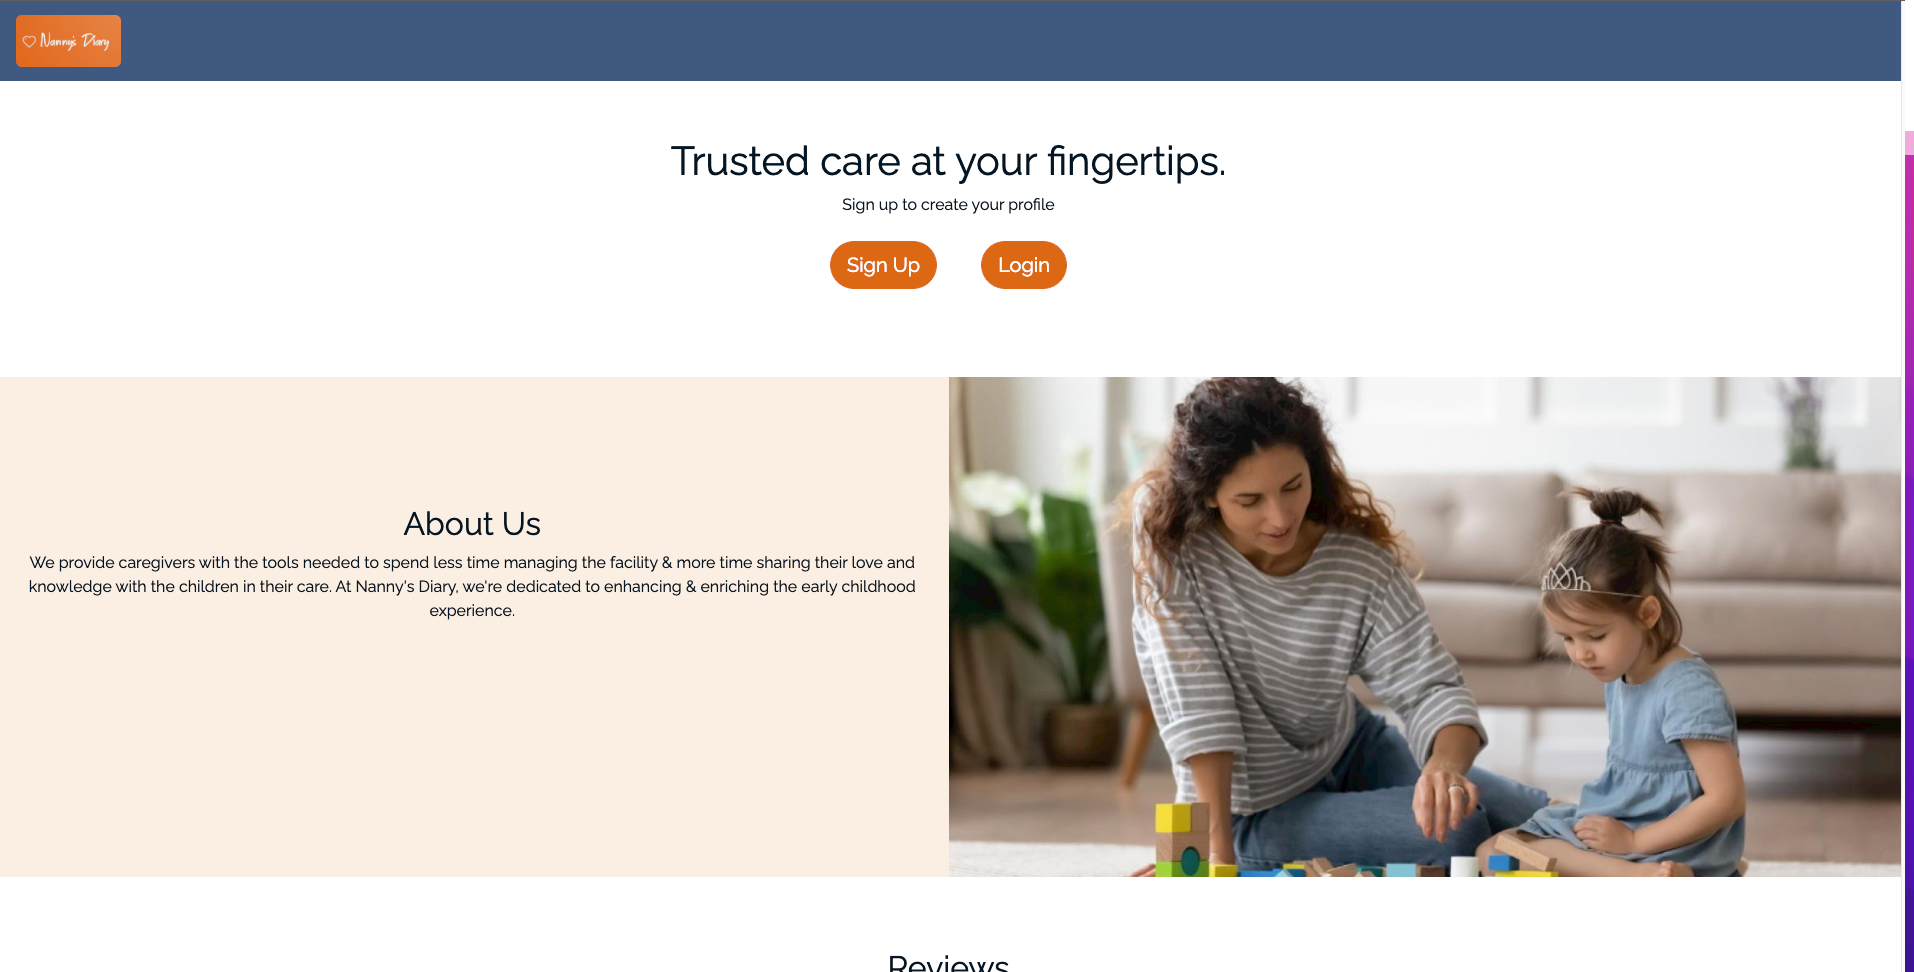 Nanny's Diary
Trusted care at your fingertips.
Sign up to create your profile
Sign Up
Login
About Us
We provide caregivers with the tools needed to spend less time managing the facility & more time sharing their love and
knowledge with the children in their care. At Nanny's Diary, we're dedicated to enhancing & enriching the early childhood
experience.
Reviews